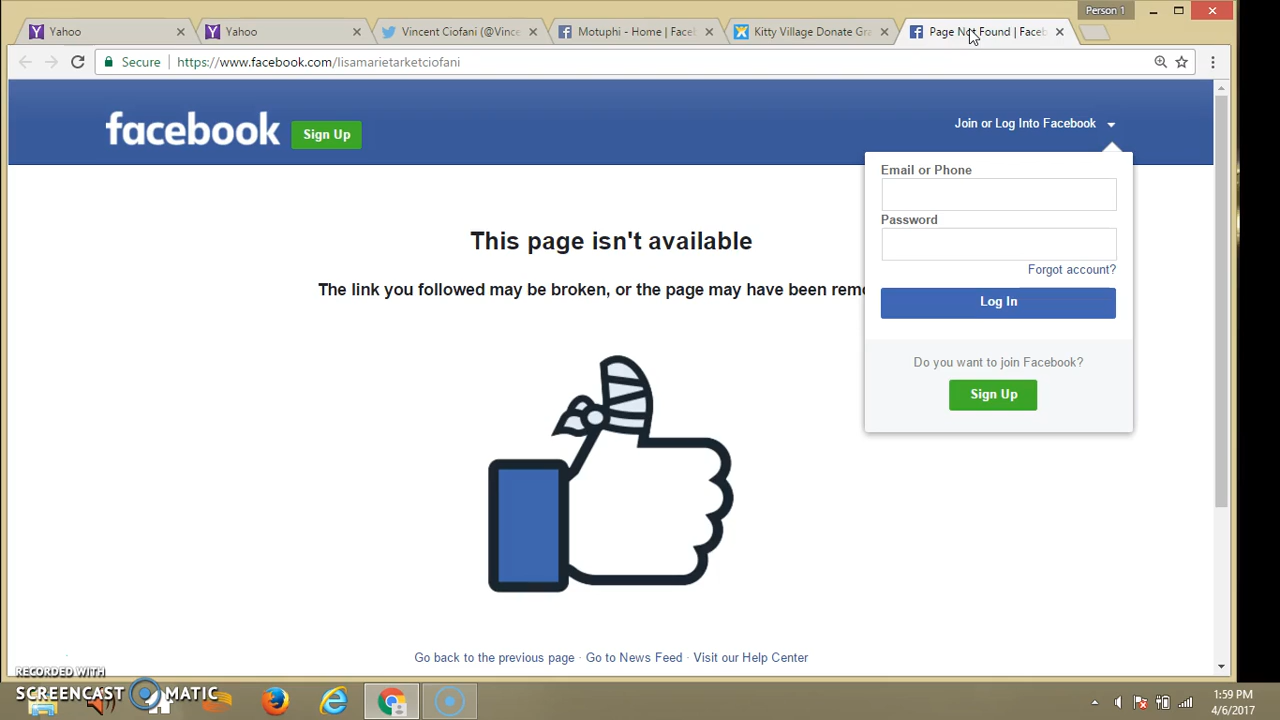 Person 1
Yahoo
Yahoo
Vincent Ciofani (@Vince
Motuphi - Home | Face
Kitty Village Donate Gra
Page Not Found | Faceb
Secure
https://www.facebook.com/lisamarietarketciofani
facebook
Sign Up
Join or Log Into Facebook
Email or Phone
Password
Forgot account?
Log In
Do you want to join Facebook?
Sign Up
This page isn't available
The link you followed may be broken, or the page may have been remo
Go back to the previous page · Go to News Feed · Visit our Help Center
RECORDED WITH
SCREENCAST MATIC
1:59 PM
4/6/2017